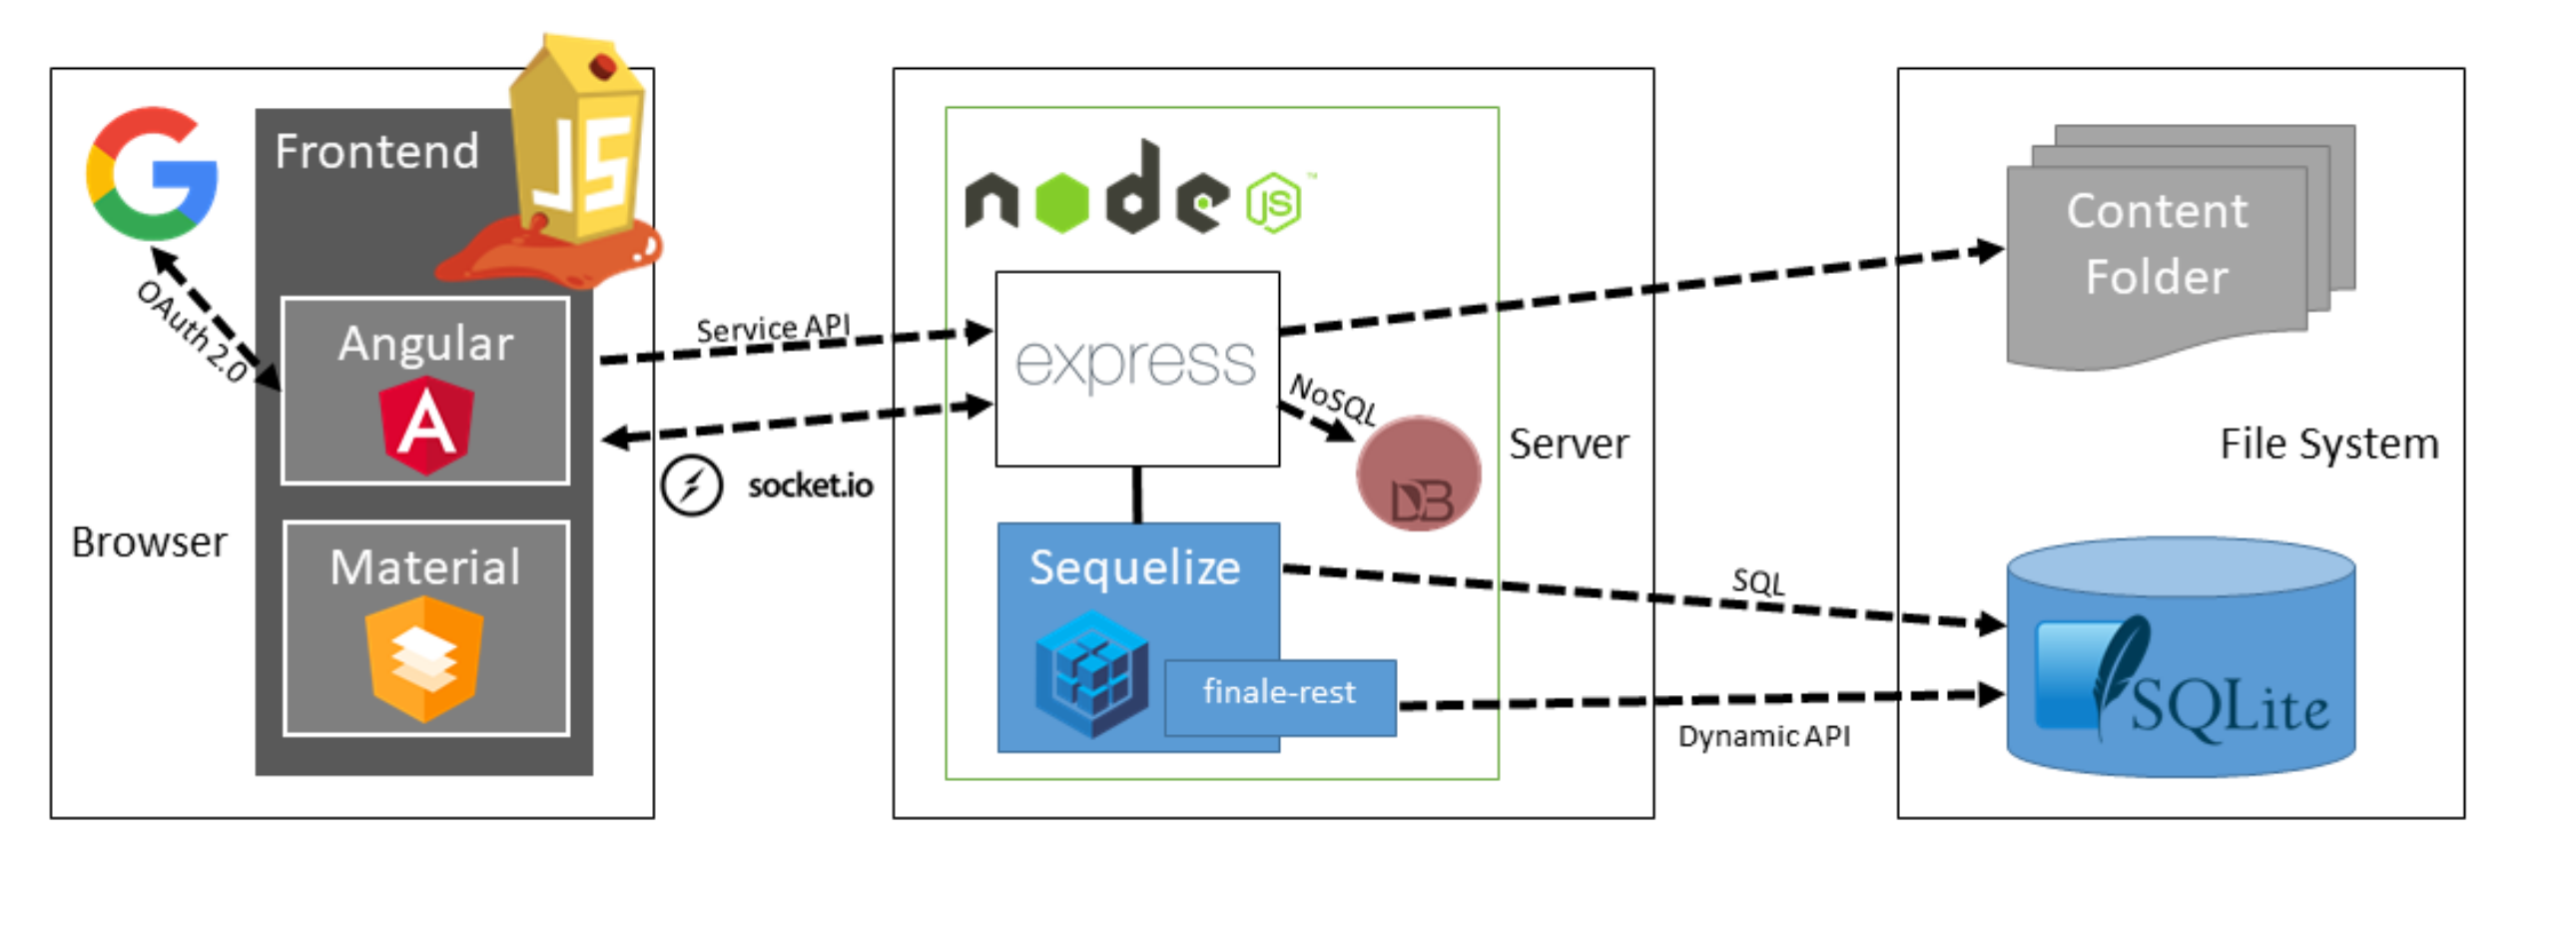 Frontend
JS
OAuth 2.0
Angular
A
Material
Browser
Service API
socket.io
node
JS
™
express
NoSQL
DB
Server
Sequelize
finale-rest
SQL
Dynamic API
Content
Folder
File System
SQLite